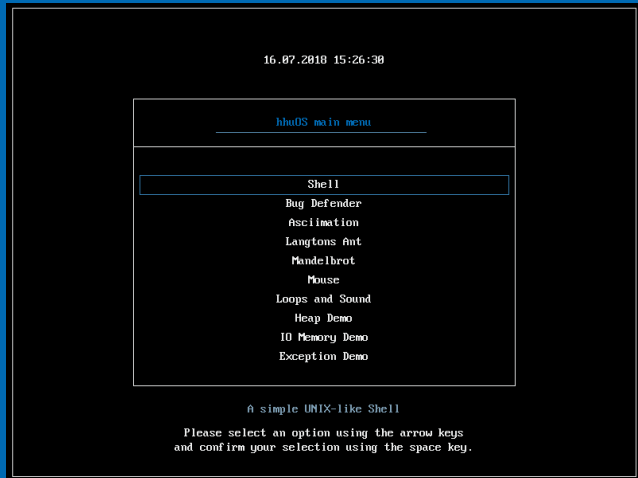 16.07.2018 15:26:30
hhuOS main menu
Shell
Bug Defender
Asciimation
Langtons Ant
Mandelbrot
Mouse
Loops and Sound
Heap Demo
IO Memory Demo
Exception Demo
A simple UNIX-like Shell
Please select an option using the arrow keys
and confirm your selection using the space key.